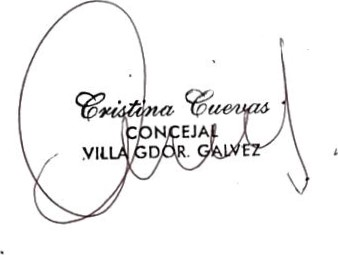 Cristina Cuevas
CONCEJAL
VILLA GDOR. GALVEZ